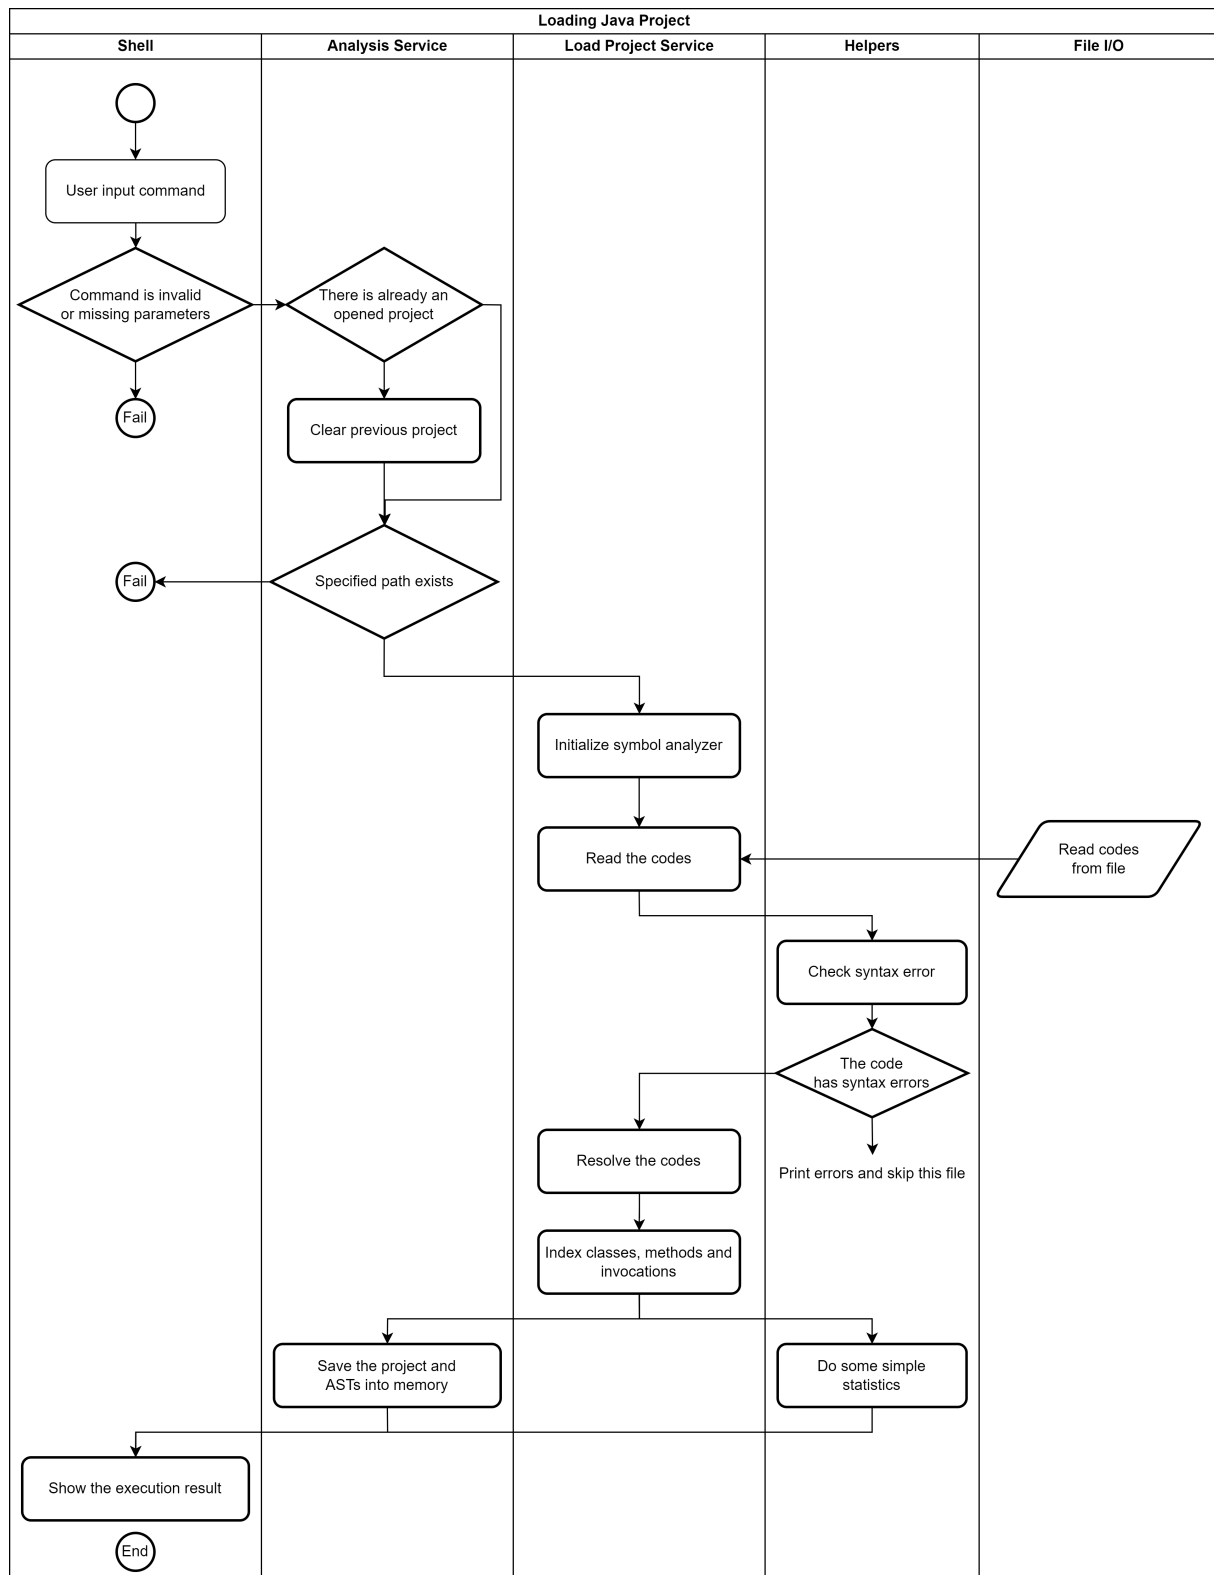 Loading Java Project
Shell
Analysis Service
Load Project Service
Helpers
File I/O
User input command
Command is invalid
or missing parameters
There is already an
opened project
Fail
Clear previous project
Fail
Specified path exists
Initialize symbol analyzer
Read the codes
Read codes
from file
Check syntax error
The code
has syntax errors
Resolve the codes
Print errors and skip this file
Index classes, methods and
invocations
Save the project and
ASTs into memory
Do some simple
statistics
Show the execution result
End